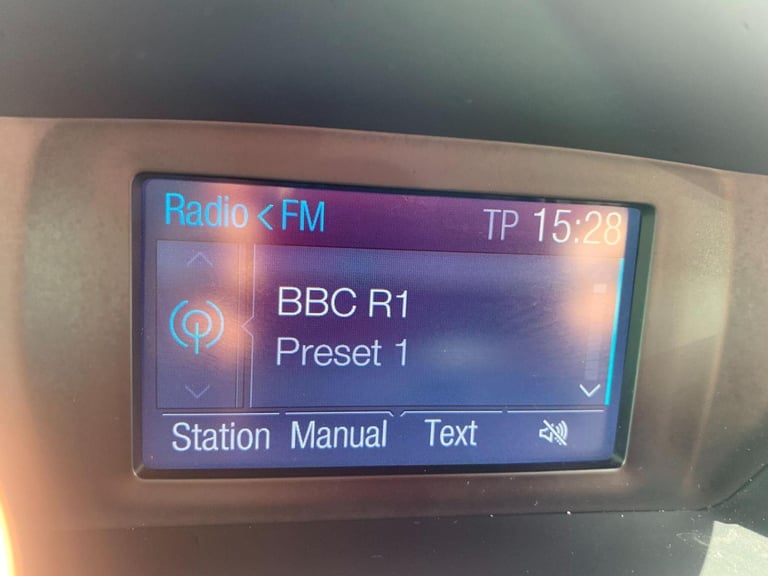 Radio < FM TP 15:28
BBC R1
Preset 1
Station Manual Text